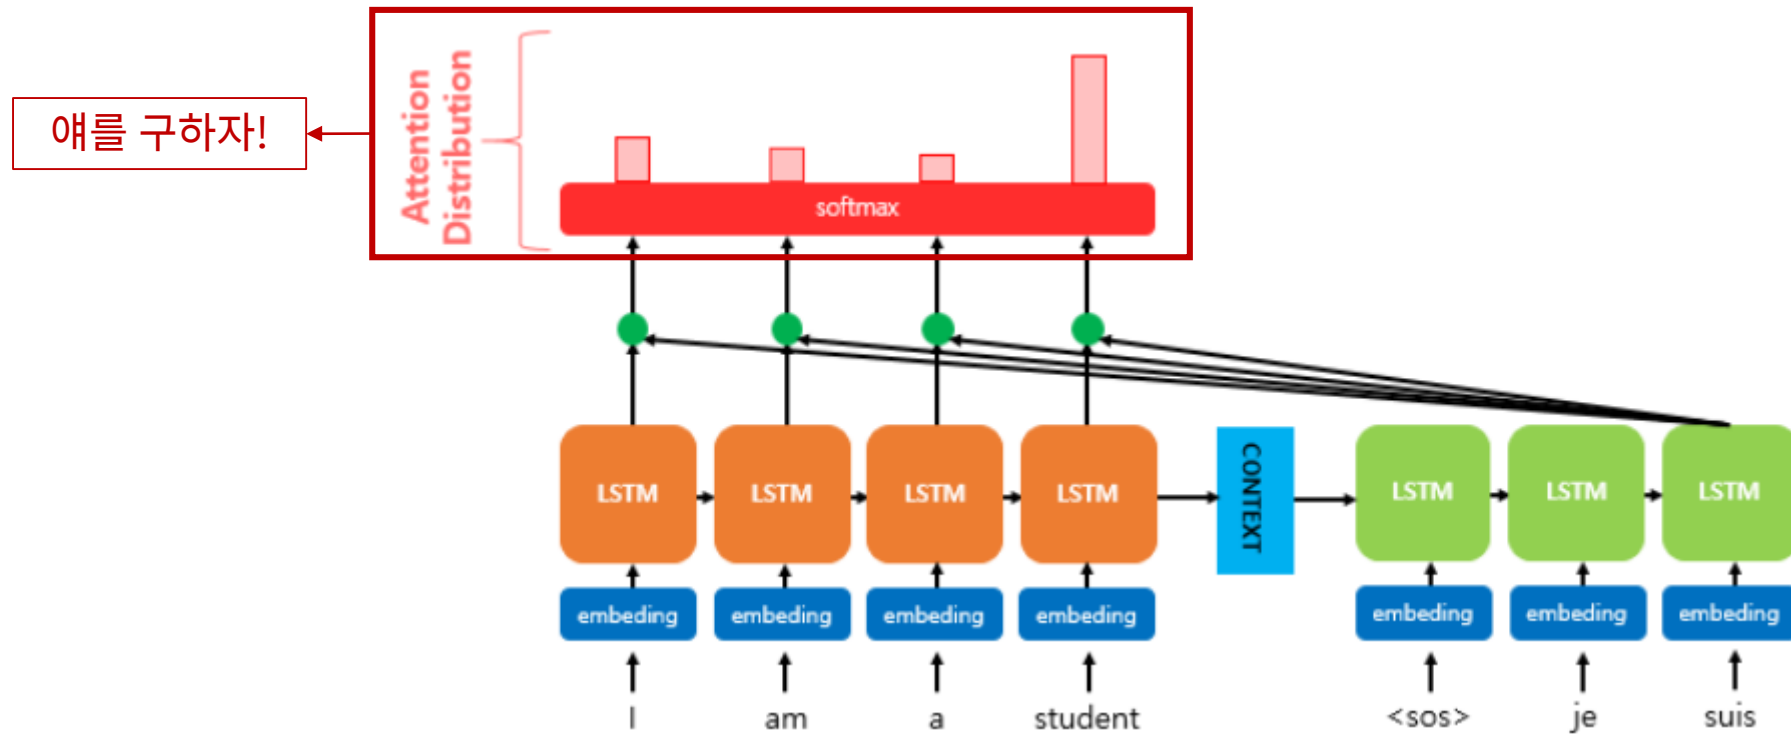 얘를 구하자!
Attention
Distribution
softmax
LSTM LSTM LSTM LSTM CONTEXT LSTM LSTM LSTM
embeding embeding embeding embeding embeding embeding embeding
I am a student <sos> je suis